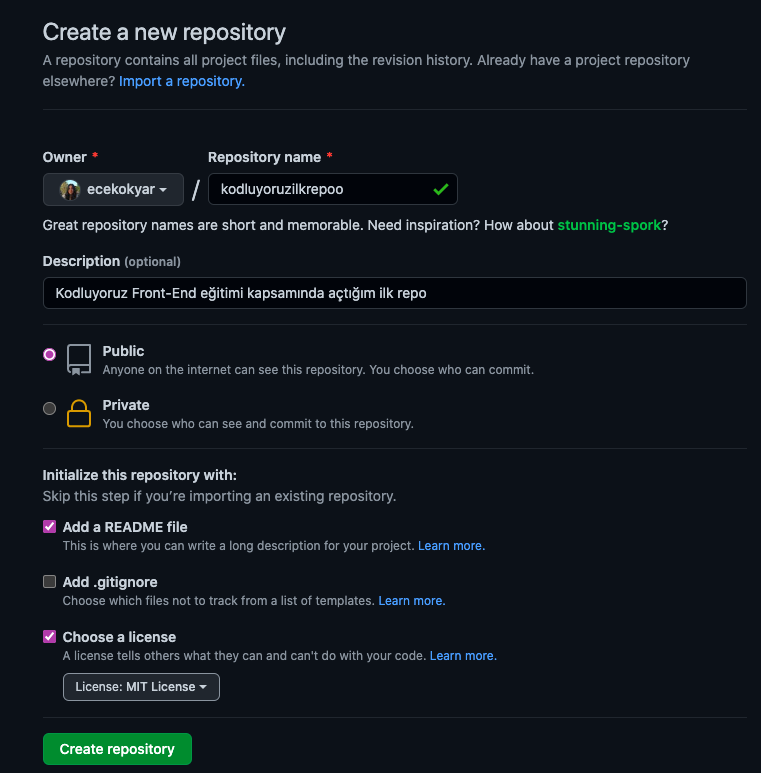 Create a new repository
A repository contains all project files, including the revision history. Already have a project repository
elsewhere? Import a repository.
Owner *
Repository name *
ecekokyar
/
kodluyoruzilkrepoo
Great repository names are short and memorable. Need inspiration? How about stunning-spork?
Description (optional)
Kodluyoruz Front-End eğitimi kapsamında açtığım ilk repo
Public
Anyone on the internet can see this repository. You choose who can commit.
Private
You choose who can see and commit to this repository.
Initialize this repository with:
Skip this step if you're importing an existing repository.
Add a README file
This is where you can write a long description for your project. Learn more.
Add .gitignore
Choose which files not to track from a list of templates. Learn more.
Choose a license
A license tells others what they can and can't do with your code. Learn more.
License: MIT License
Create repository